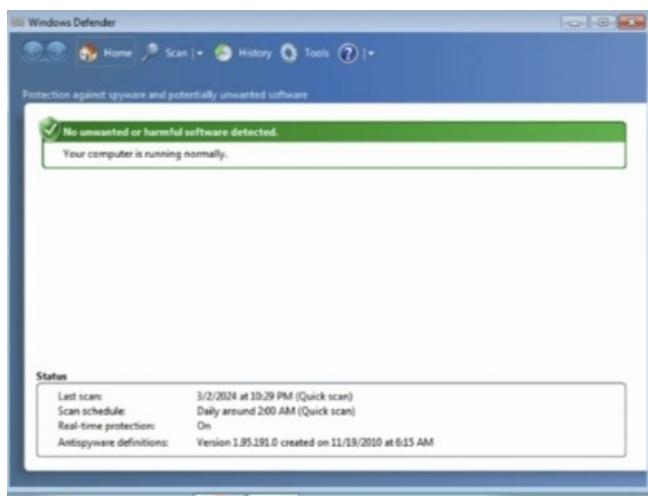 Windows Defender
Home Scan History Tools
Protection against spyware and potentially unwanted software
No unwanted or harmful software detected.
Your computer is running normally.
Status
Last scan: 3/2/2024 at 10:29 PM (Quick scan)
Scan schedule: Daily around 2:00 AM (Quick scan)
Real-time protection: On
Antispyware definitions: Version 1.95.191.0 created on 11/19/2010 at 6:15 AM